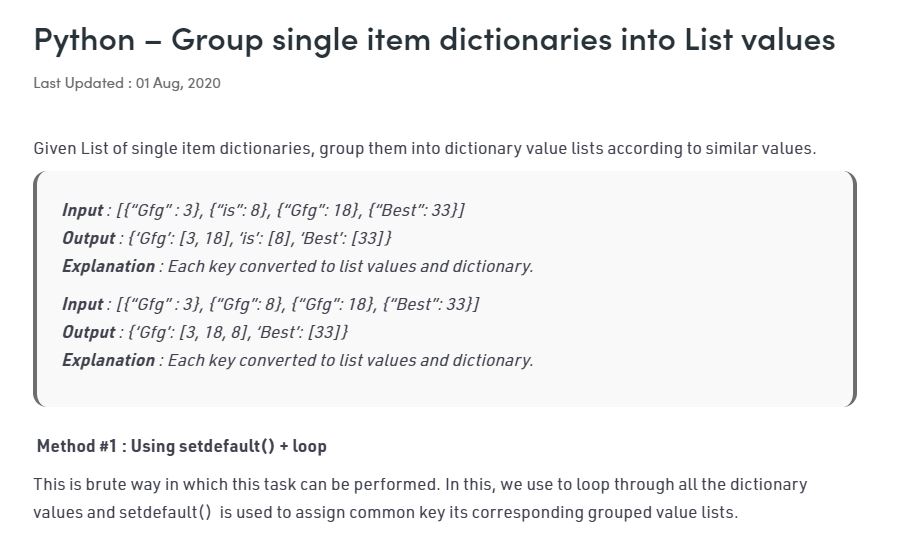 Python – Group single item dictionaries into List values
Last Updated : 01 Aug, 2020
Given List of single item dictionaries, group them into dictionary value lists according to similar values.
Input : [{“Gfg” : 3}, {“is”: 8}, {“Gfg”: 18}, {“Best”: 33}]
Output : {‘Gfg’: [3, 18], ‘is’: [8], ‘Best’: [33]}
Explanation : Each key converted to list values and dictionary.
Input : [{“Gfg” : 3}, {“Gfg”: 8}, {“Gfg”: 18}, {“Best”: 33}]
Output : {‘Gfg’: [3, 18, 8], ‘Best’: [33]}
Explanation : Each key converted to list values and dictionary.
Method #1 : Using setdefault() + loop
This is brute way in which this task can be performed. In this, we use to loop through all the dictionary
values and setdefault()  is used to assign common key its corresponding grouped value lists.